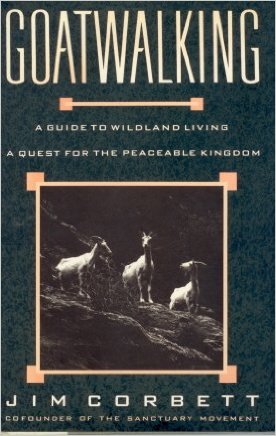 GOATWALKING
A GUIDE TO WILDLAND LIVING
A QUEST FOR THE PEACEABLE KINGDOM
JIM CORBETT
COFOUNDER OF THE SANCTUARY MOVEMENT